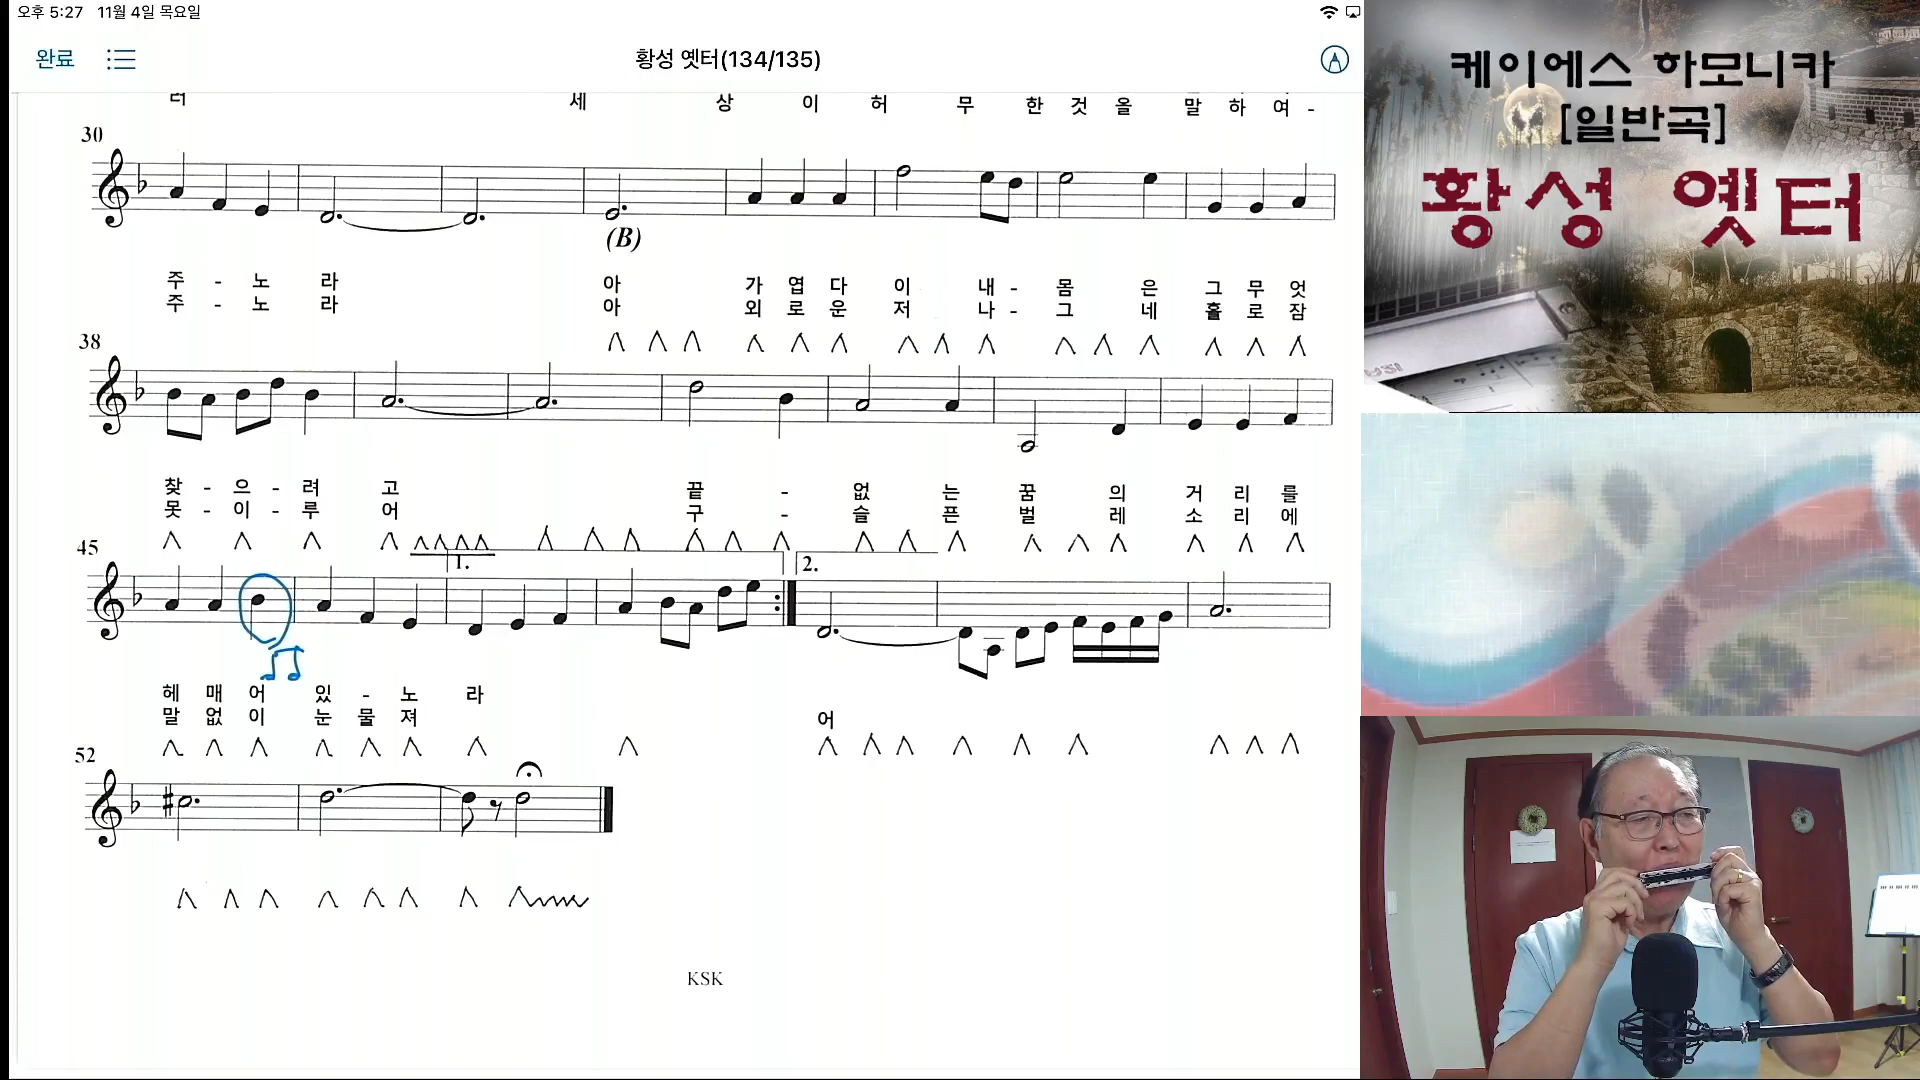 오후 5:27 11월 4일 목요일
완료
황성 옛터(134/135)
터 세 상 이 허 무 한 것 을 말 하 여 -
30
(B)
주 - 노 라 아 가 엽 다 이 내 - 몸 은 그 무 엇
주 - 노 라 아 외 로 운 저 나 - 그 네 홀 로 잠
38
찾 - 으 - 려 고 끝 - 없 는 꿈 의 거 리 를
못 - 이 - 루 어 구 - 슬 픈 벌 레 소 리 에
45
1.
2.
헤 매 어 있 - 노 라
말 없 이 눈 물 져 어
52
KSK
케이에스 하모니카
[일반곡]
황성 옛터